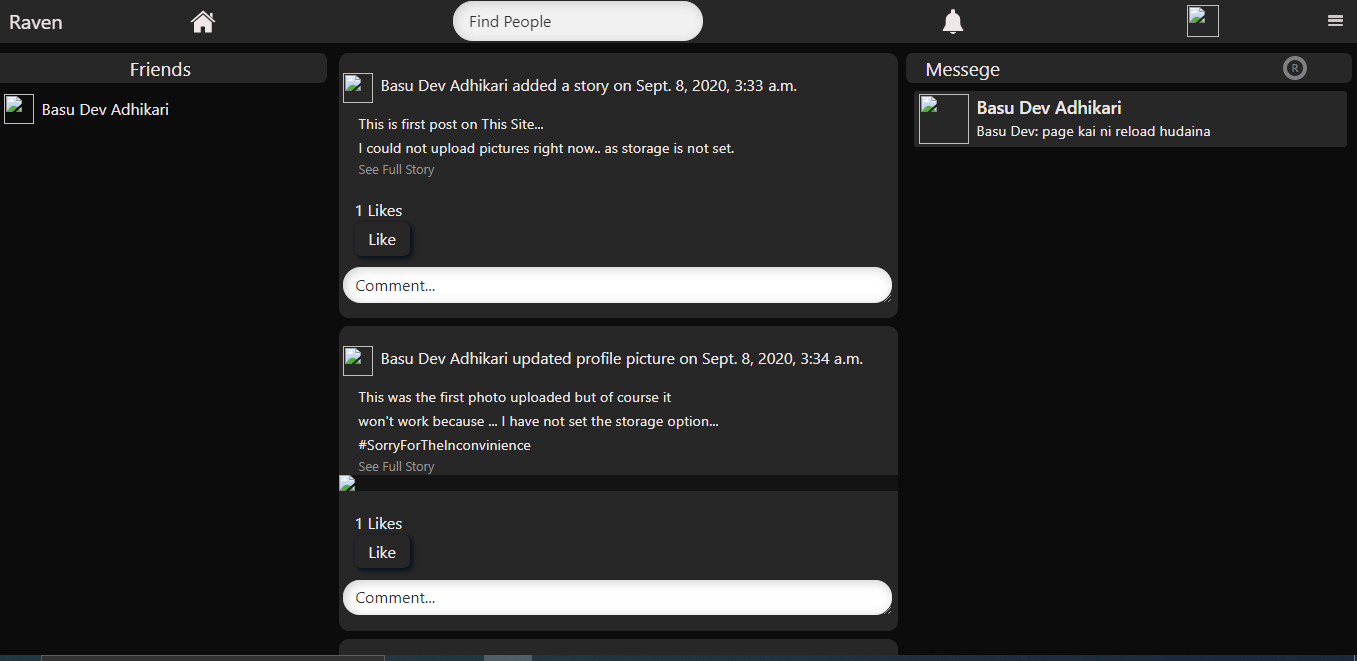 Raven
Find People
Friends
Basu Dev Adhikari
Basu Dev Adhikari added a story on Sept. 8, 2020, 3:33 a.m.
This is first post on This Site...
I could not upload pictures right now.. as storage is not set.
See Full Story
1 Likes
Like
Comment...
Basu Dev Adhikari updated profile picture on Sept. 8, 2020, 3:34 a.m.
This was the first photo uploaded but of course it
won't work because ... I have not set the storage option...
#SorryForTheInconvinience
See Full Story
1 Likes
Like
Comment...
Messege
R
Basu Dev Adhikari
Basu Dev: page kai ni reload hudaina